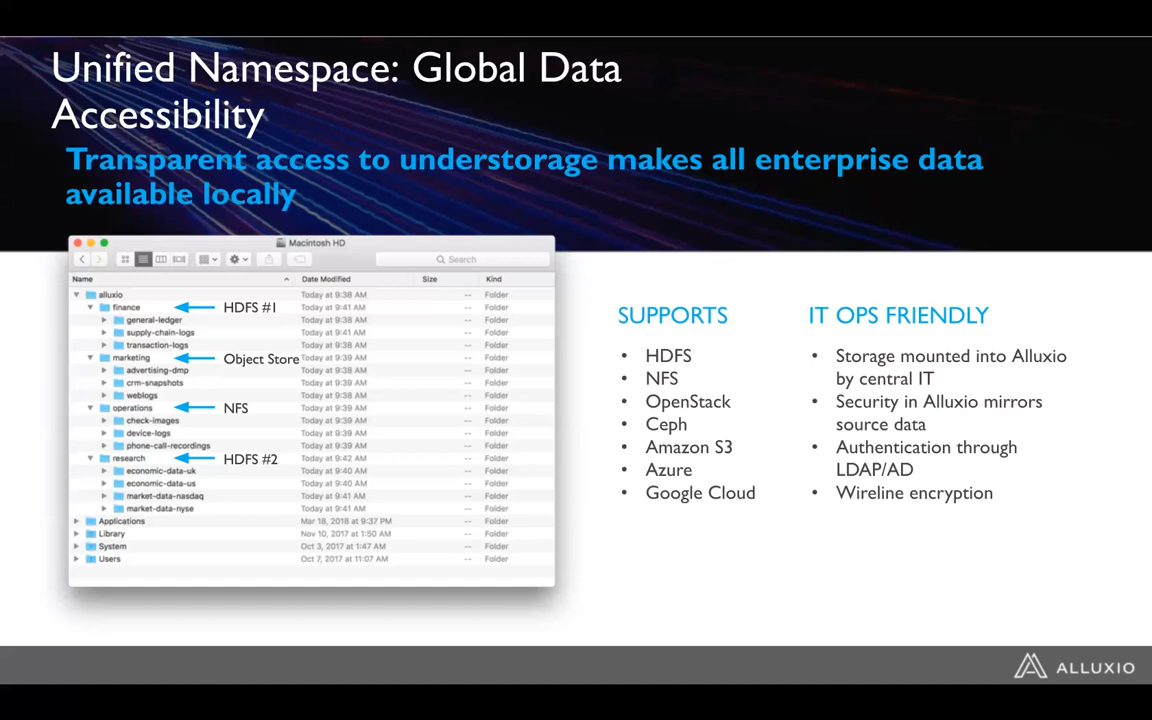 Unified Namespace: Global Data
Accessibility
Transparent access to understorage makes all enterprise data
available locally
Macintosh HD
Search
Name Date Modified Size Kind
alluxio Today at 9:38 AM -- Folder
finance HDFS #1 Today at 9:41 AM -- Folder
general-ledger Today at 9:38 AM -- Folder
supply-chain-logs Today at 9:41 AM -- Folder
transaction-logs Today at 9:38 AM -- Folder
marketing Object Store Today at 9:39 AM -- Folder
advertising-dmp Today at 9:38 AM -- Folder
crm-snapshots Today at 9:39 AM -- Folder
weblogs Today at 9:38 AM -- Folder
operations NFS Today at 9:39 AM -- Folder
check-images Today at 9:39 AM -- Folder
device-logs Today at 9:39 AM -- Folder
phone-call-recordings Today at 9:39 AM -- Folder
research HDFS #2 Today at 9:42 AM -- Folder
economic-data-uk Today at 9:40 AM -- Folder
economic-data-us Today at 9:40 AM -- Folder
market-data-nasdaq Today at 9:41 AM -- Folder
market-data-nyse Today at 9:41 AM -- Folder
Applications Mar 18, 2018 at 9:37 PM -- Folder
Library Nov 10, 2017 at 1:50 AM -- Folder
System Oct 3, 2017 at 1:47 AM -- Folder
Users Oct 7, 2017 at 11:07 AM -- Folder
SUPPORTS
• HDFS
• NFS
• OpenStack
• Ceph
• Amazon S3
• Azure
• Google Cloud
IT OPS FRIENDLY
• Storage mounted into Alluxio
by central IT
• Security in Alluxio mirrors
source data
• Authentication through
LDAP/AD
• Wireline encryption
ALLUXIO